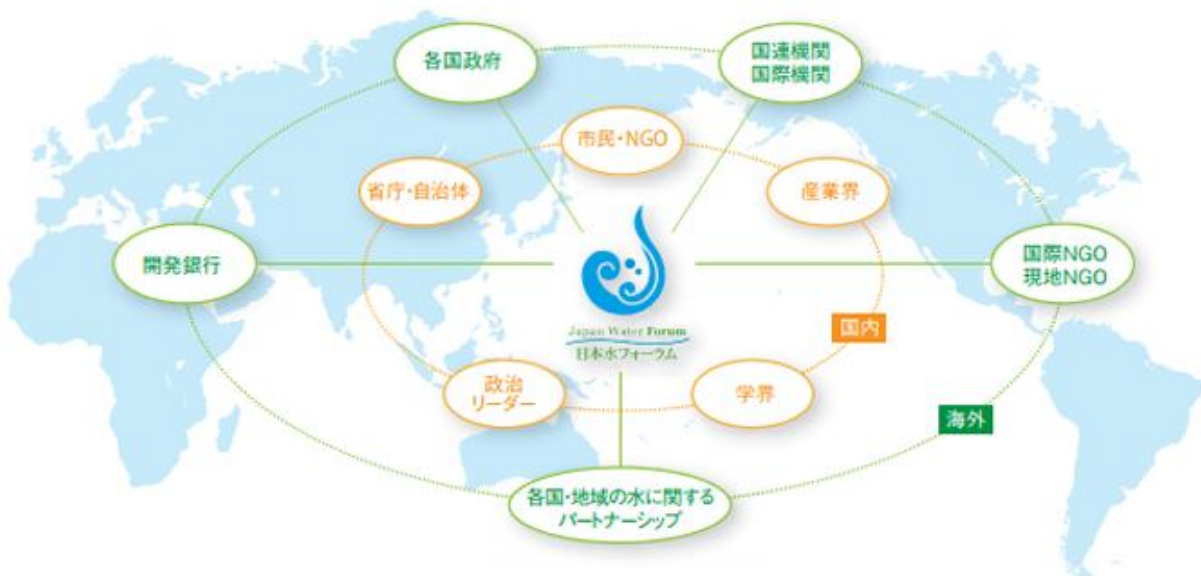 各国政府
国連機関
国際機関
市民・NGO
省庁・自治体
産業界
開発銀行
国際NGO
現地NGO
Japan Water Forum
日本水フォーラム
国内
政治
リーダー
学界
海外
各国・地域の水に関する
パートナーシップ